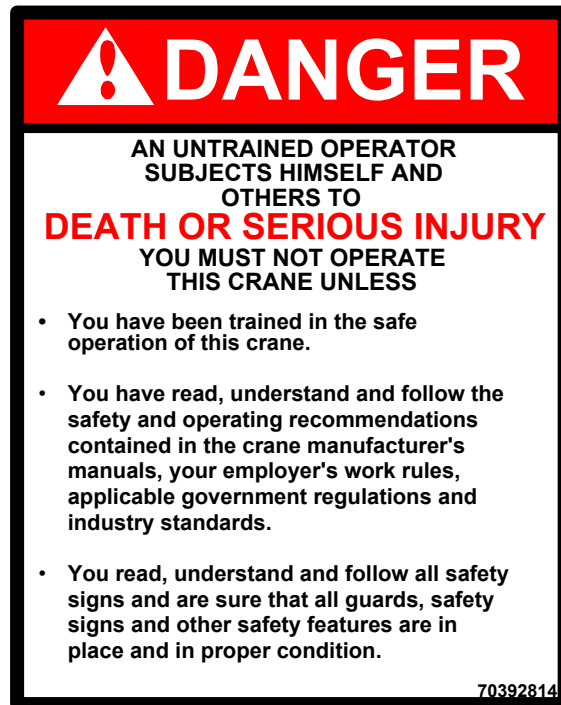 DANGER
AN UNTRAINED OPERATOR
SUBJECTS HIMSELF AND
OTHERS TO
DEATH OR SERIOUS INJURY
YOU MUST NOT OPERATE
THIS CRANE UNLESS
• You have been trained in the safe
operation of this crane.
• You have read, understand and follow the
safety and operating recommendations
contained in the crane manufacturer's
manuals, your employer's work rules,
applicable government regulations and
industry standards.
• You read, understand and follow all safety
signs and are sure that all guards, safety
signs and other safety features are in
place and in proper condition.
70392814